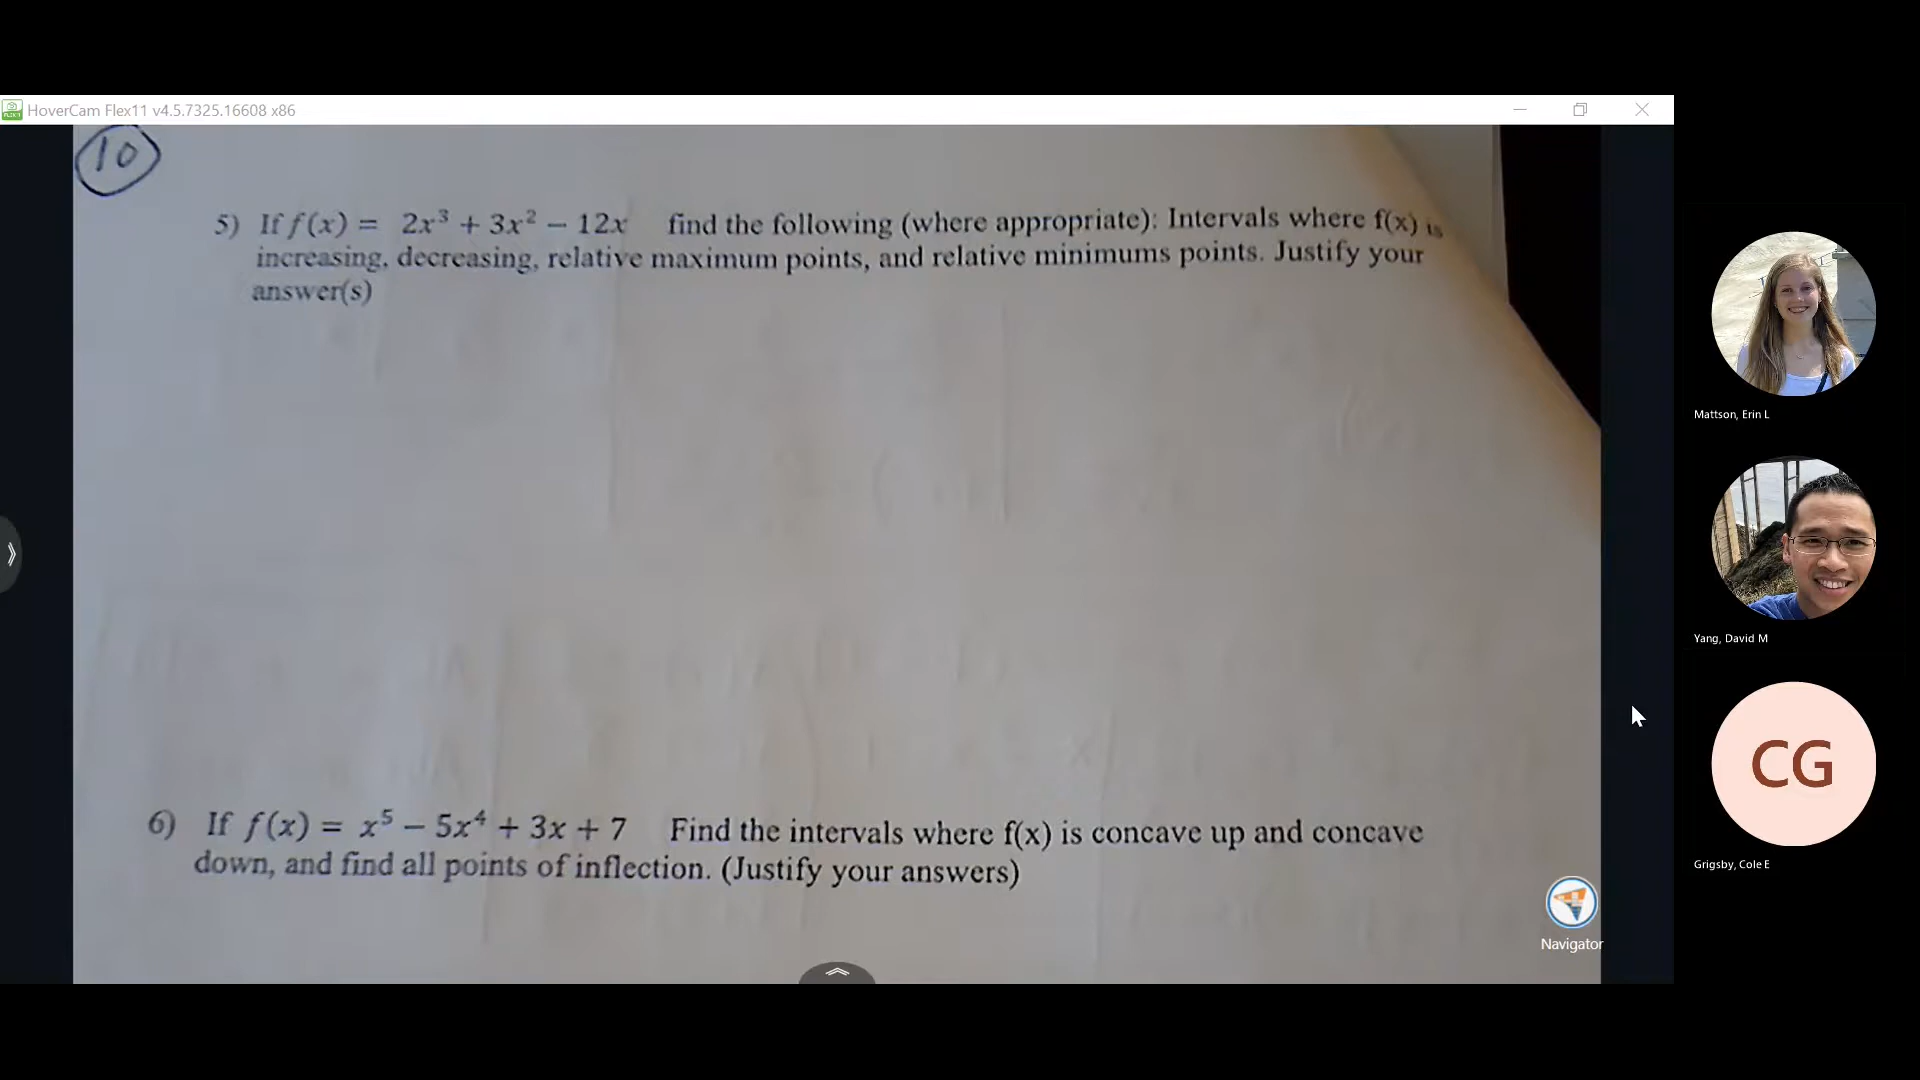 HoverCam Flex11 v4.5.7325.16608 x86
10
5) If f(x) = 2x³ + 3x² − 12x find the following (where appropriate): Intervals where f(x) is
increasing, decreasing, relative maximum points, and relative minimums points. Justify your
answer(s)
6) If f(x) = x⁵ − 5x⁴ + 3x + 7 Find the intervals where f(x) is concave up and concave
down, and find all points of inflection. (Justify your answers)
Navigator
Mattson, Erin L
Yang, David M
CG
Grigsby, Cole E